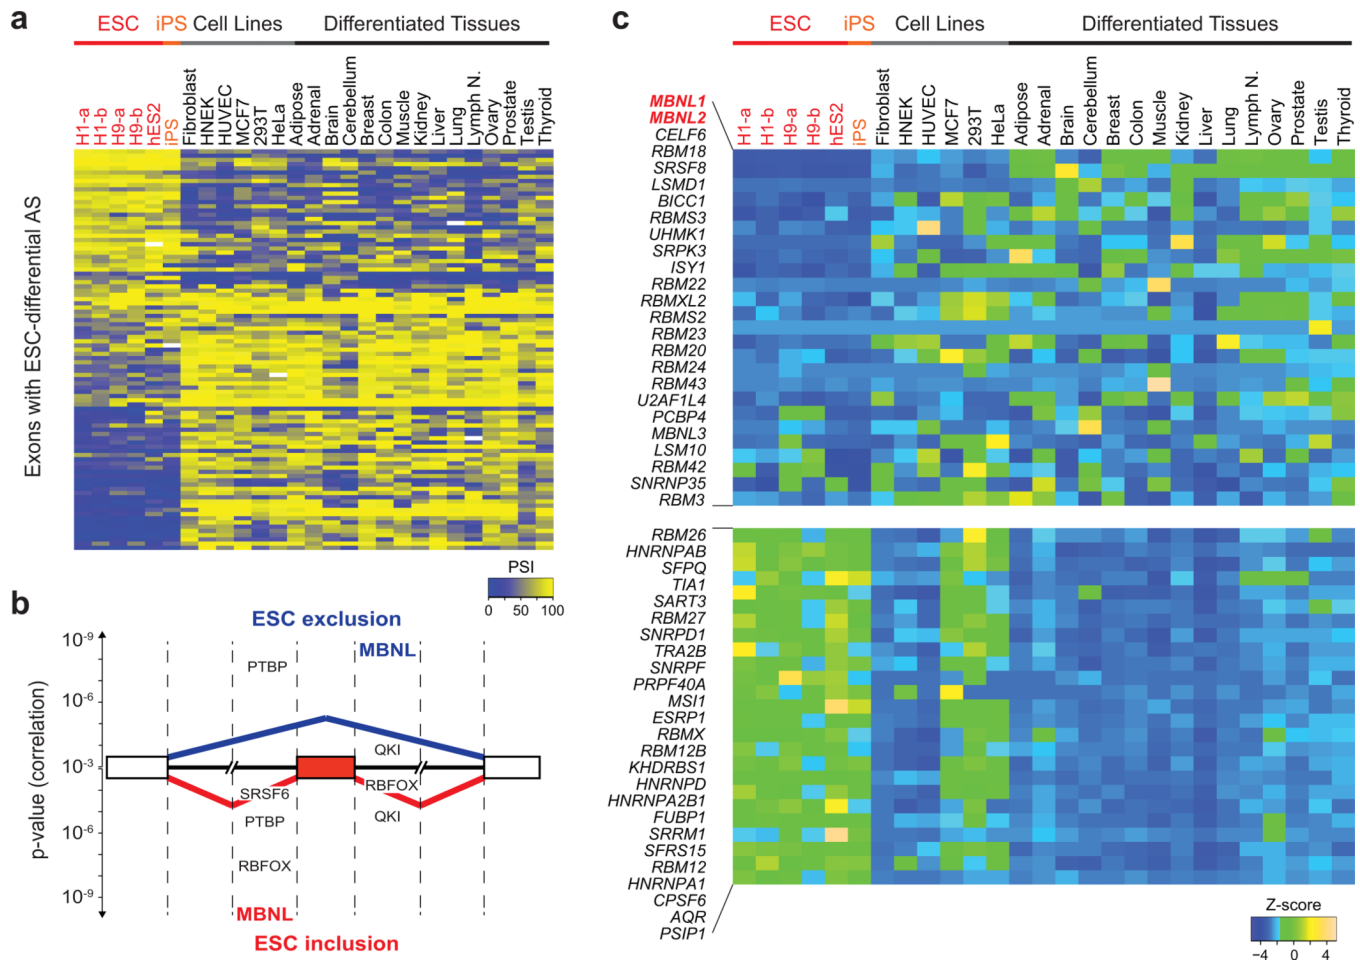 a
ESC iPS Cell Lines Differentiated Tissues
H1-a
H1-b
H9-a
H9-b
hES2
iPS
Fibroblast
HNEK
HUVEC
MCF7
293T
HeLa
Adipose
Adrenal
Brain
Cerebellum
Breast
Colon
Muscle
Kidney
Liver
Lung
Lymph N.
Ovary
Prostate
Testis
Thyroid
Exons with ESC-differential AS
PSI
0 50 100
b
ESC exclusion
MBNL
PTBP
QKI
RBFOX
SRSF6
PTBP
QKI
RBFOX
MBNL
ESC inclusion
p-value (correlation)
10-9
10-6
10-3
10-6
10-9
c
ESC iPS Cell Lines Differentiated Tissues
H1-a
H1-b
H9-a
H9-b
hES2
iPS
Fibroblast
HNEK
HUVEC
MCF7
293T
HeLa
Adipose
Adrenal
Brain
Cerebellum
Breast
Colon
Muscle
Kidney
Liver
Lung
Lymph N.
Ovary
Prostate
Testis
Thyroid
MBNL1
MBNL2
CELF6
RBM18
SRSF8
LSMD1
BICC1
RBMS3
UHMK1
SRPK3
ISY1
RBM22
RBMXL2
RBMS2
RBM23
RBM20
RBM24
RBM43
U2AF1L4
PCBP4
MBNL3
LSM10
RBM42
SNRNP35
RBM3
RBM26
HNRNPAB
SFPQ
TIA1
SART3
RBM27
SNRPD1
TRA2B
SNRPF
PRPF40A
MSI1
ESRP1
RBMX
RBM12B
KHDRBS1
HNRNPD
HNRNPA2B1
FUBP1
SRRM1
SFRS15
RBM12
HNRNPA1
CPSF6
AQR
PSIP1
Z-score
−4 0 4